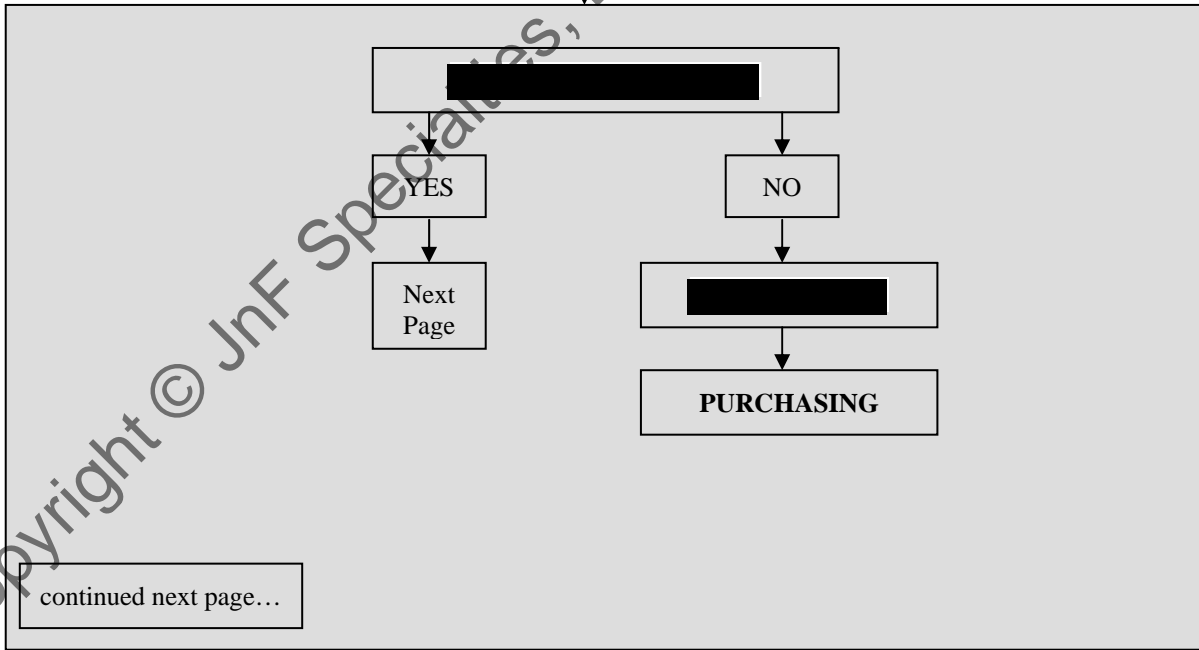 YES
NO
Next
Page
PURCHASING
continued next page…
Copyright © JnF Specialties,